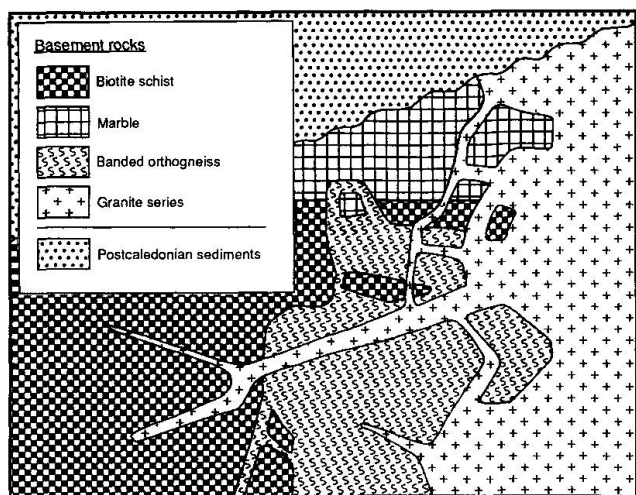 Basement rocks
Biotite schist
Marble
Banded orthogneiss
Granite series
Postcaledonian sediments